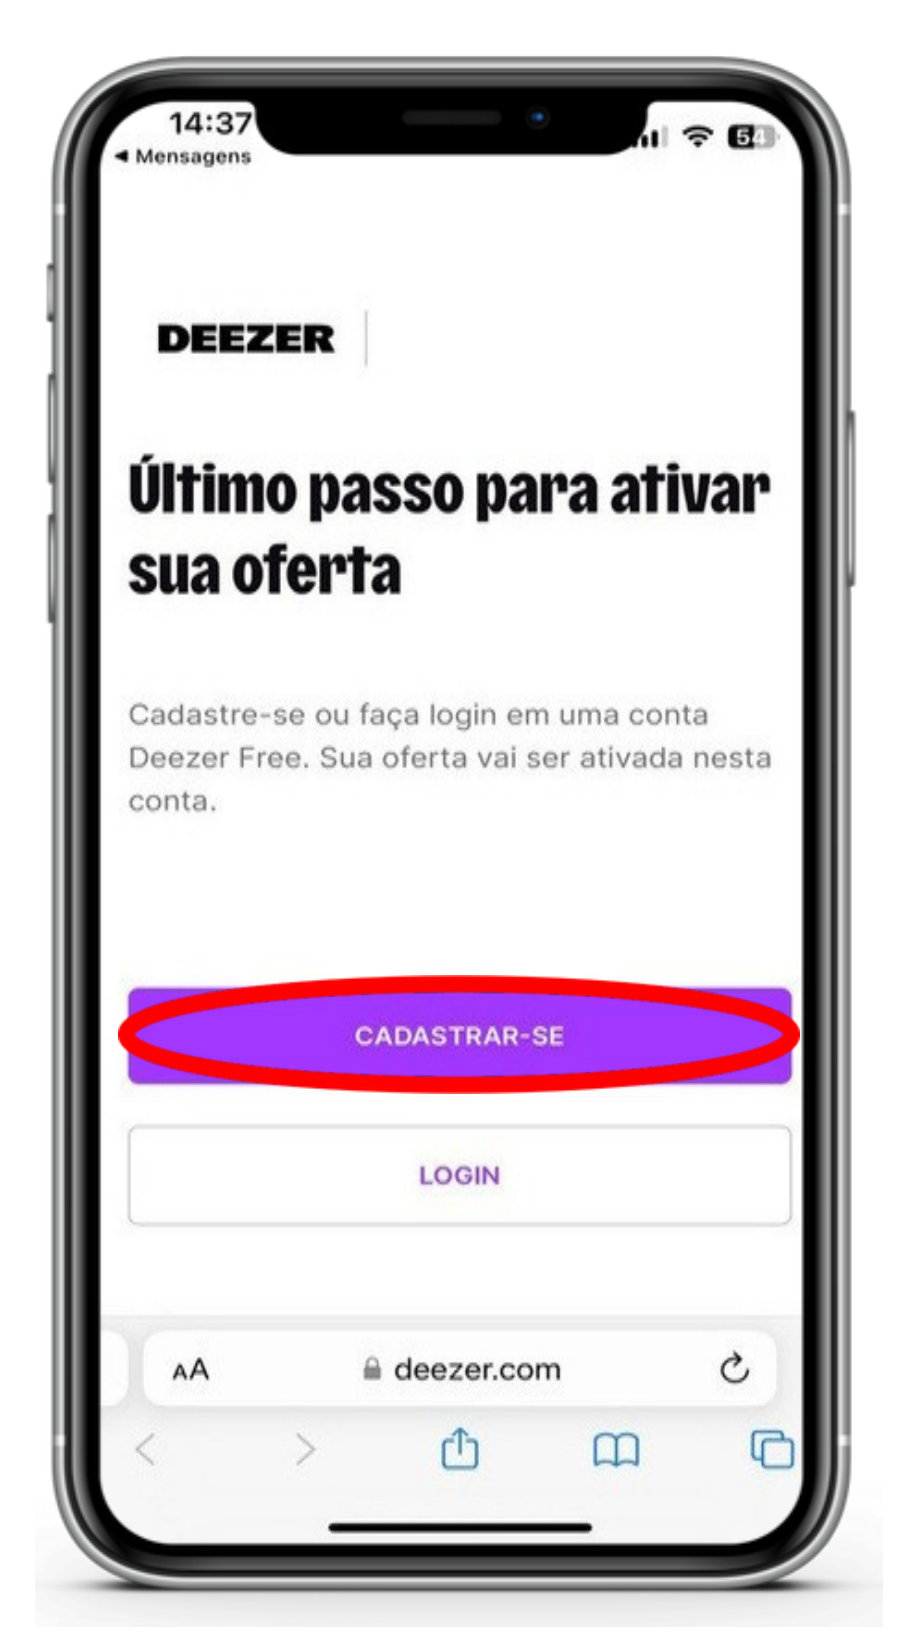 14:37
54
◀ Mensagens
DEEZER
Último passo para ativar
sua oferta
Cadastre-se ou faça login em uma conta
Deezer Free. Sua oferta vai ser ativada nesta
conta.
CADASTRAR-SE
LOGIN
AA
deezer.com